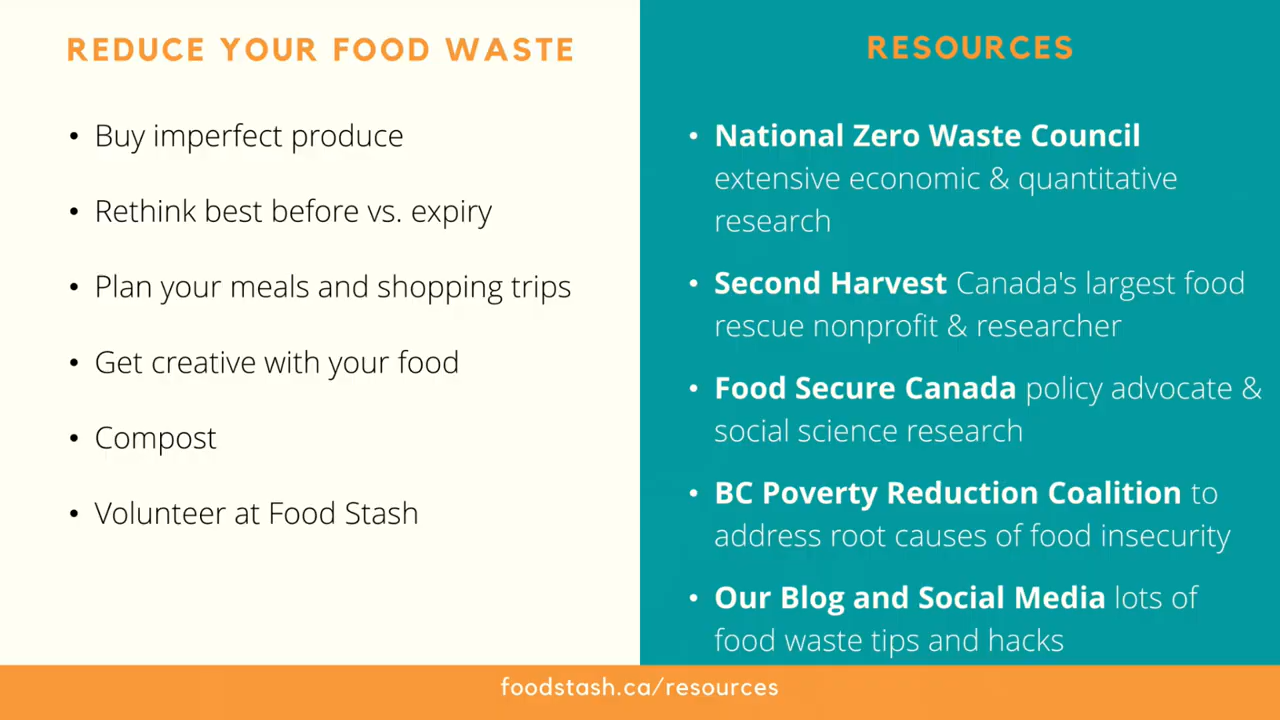 REDUCE YOUR FOOD WASTE
• Buy imperfect produce
• Rethink best before vs. expiry
• Plan your meals and shopping trips
• Get creative with your food
• Compost
• Volunteer at Food Stash
RESOURCES
• National Zero Waste Council
extensive economic & quantitative
research
• Second Harvest Canada's largest food
rescue nonprofit & researcher
• Food Secure Canada policy advocate &
social science research
• BC Poverty Reduction Coalition to
address root causes of food insecurity
• Our Blog and Social Media lots of
food waste tips and hacks
foodstash.ca/resources